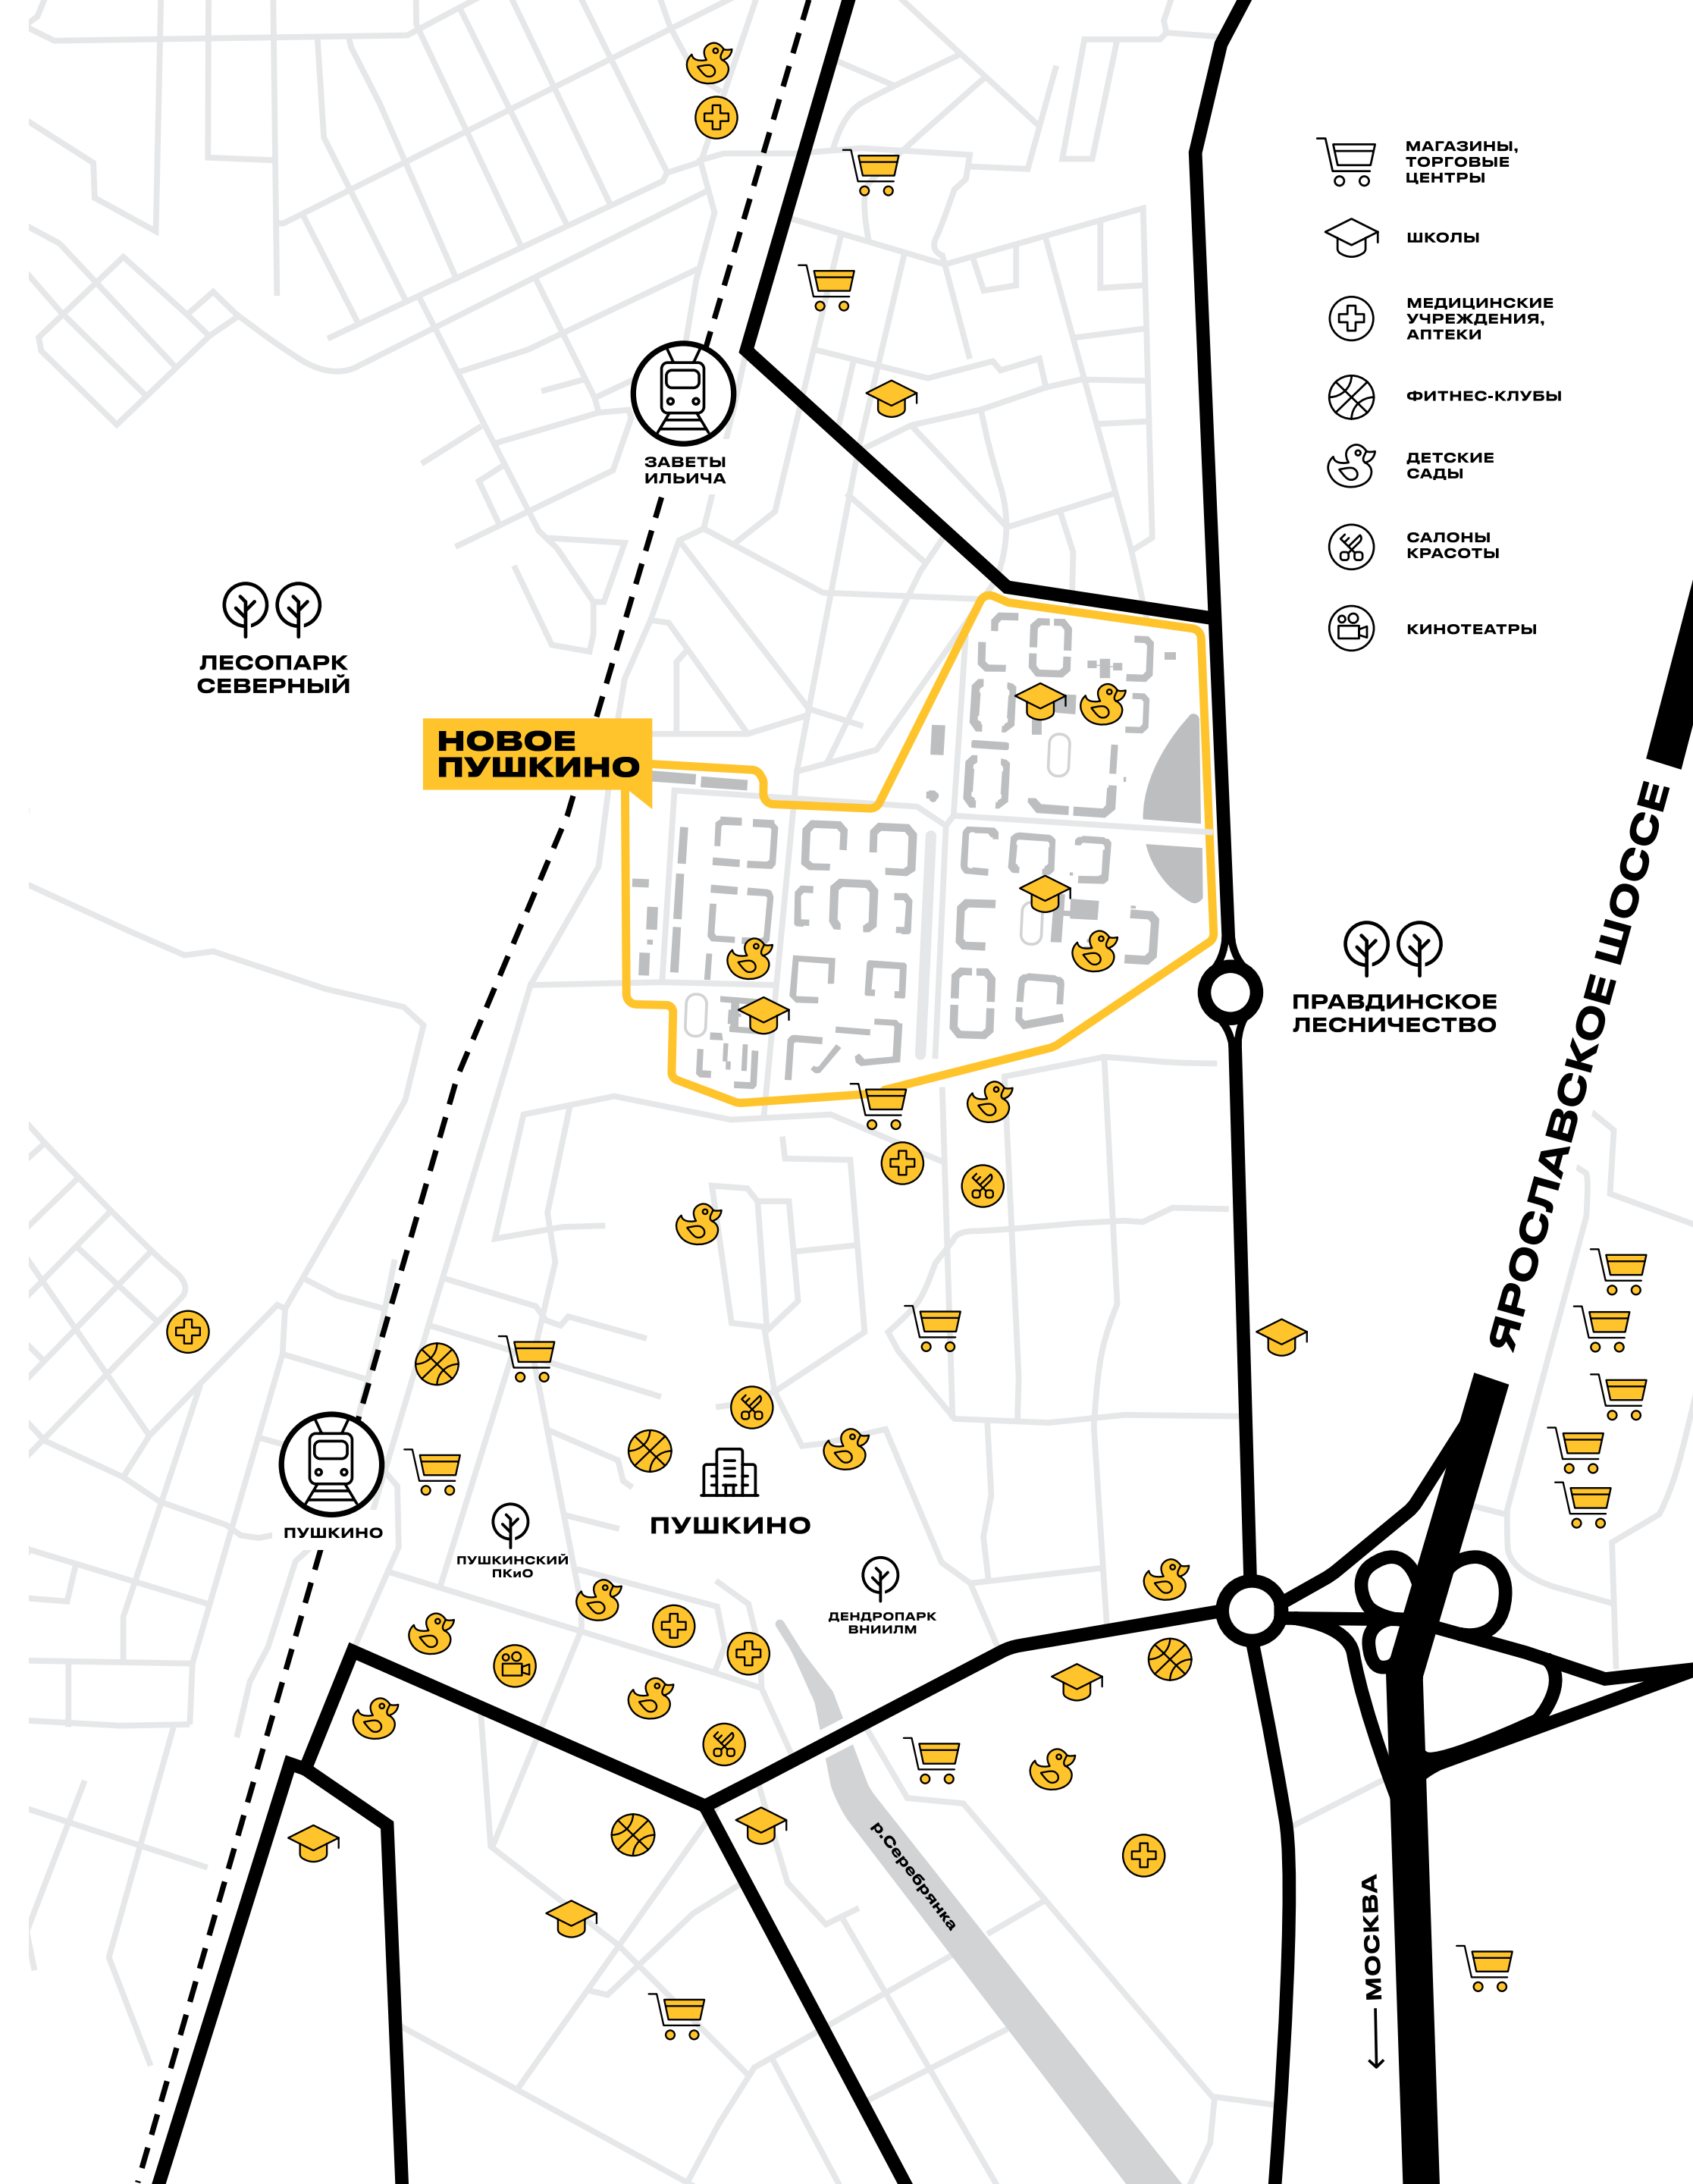 МАГАЗИНЫ,
ТОРГОВЫЕ
ЦЕНТРЫ
ШКОЛЫ
МЕДИЦИНСКИЕ
УЧРЕЖДЕНИЯ,
АПТЕКИ
ФИТНЕС-КЛУБЫ
ДЕТСКИЕ
САДЫ
САЛОНЫ
КРАСОТЫ
КИНОТЕАТРЫ
ЗАВЕТЫ
ИЛЬИЧА
ЛЕСОПАРК
СЕВЕРНЫЙ
НОВОЕ
ПУШКИНО
ЯРОСЛАВСКОЕ ШОССЕ
ПРАВДИНСКОЕ
ЛЕСНИЧЕСТВО
ПУШКИНО
ПУШКИНО
ПУШКИНСКИЙ
ПКиО
ДЕНДРОПАРК
ВНИИЛМ
р.Серебрянка
МОСКВА